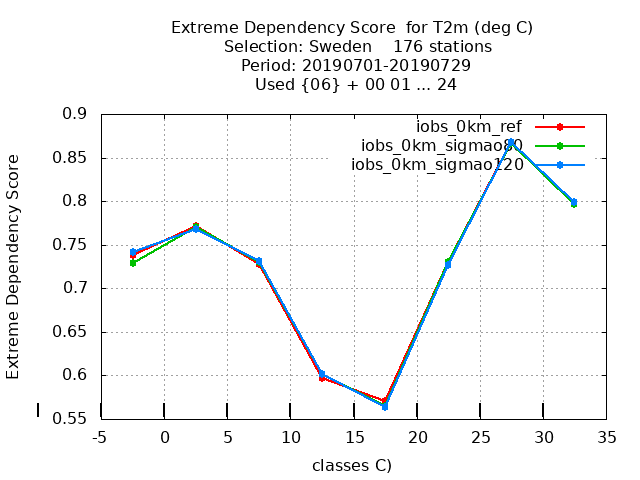 Extreme Dependency Score  for T2m (deg C)
Selection: Sweden    176 stations
Period: 20190701-20190729
Used {06} + 00 01 ... 24
Extreme Dependency Score
0.9
0.85
0.8
0.75
0.7
0.65
0.6
0.55
iobs_0km_ref
iobs_0km_sigmao80
iobs_0km_sigmao120
-5 0 5 10 15 20 25 30 35
classes C)